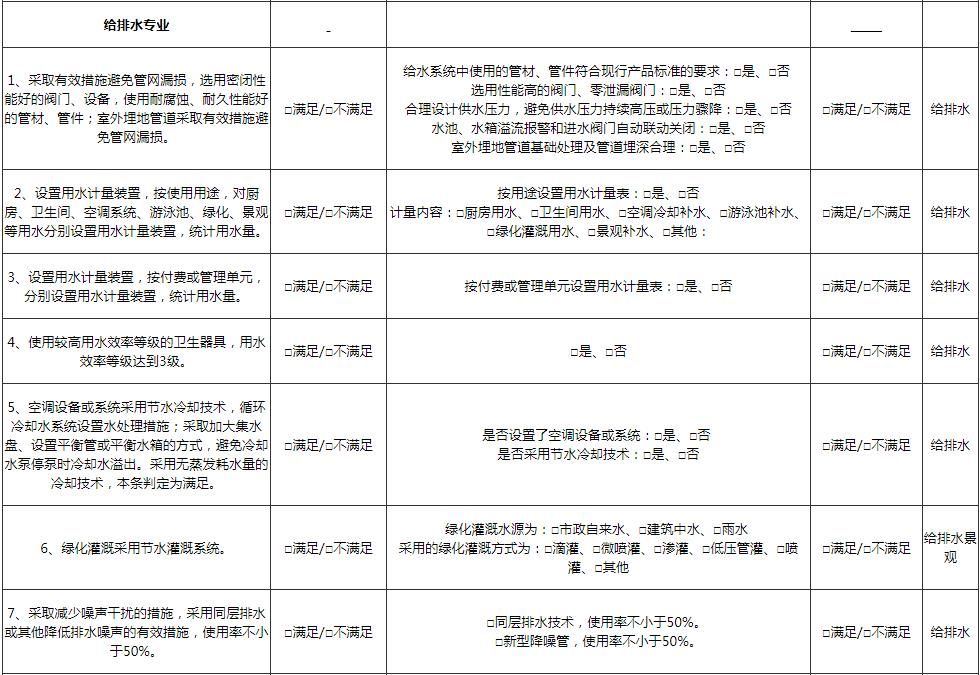 给排水专业
1、采取有效措施避免管网漏损，选用密闭性
能好的阀门、设备，使用耐腐蚀、耐久性能好
的管材、管件；室外埋地管道采取有效措施避
免管网漏损。
□满足/□不满足
给水系统中使用的管材、管件符合现行产品标准的要求：□是、□否
选用性能高的阀门、零泄漏阀门：□是、□否
合理设计供水压力，避免供水压力持续高压或压力骤降：□是、□否
水池、水箱溢流报警和进水阀门自动联动关闭：□是、□否
室外埋地管道基础处理及管道埋深合理：□是、□否
□满足/□不满足
给排水
2、设置用水计量装置，按使用用途，对厨
房、卫生间、空调系统、游泳池、绿化、景观
等用水分别设置用水计量装置，统计用水量。
□满足/□不满足
按用途设置用水计量表：□是、□否
计量内容：□厨房用水、□卫生间用水、□空调冷却补水、□游泳池补水、
□绿化灌溉用水、□景观补水、□其他：
□满足/□不满足
给排水
3、设置用水计量装置，按付费或管理单元，
分别设置用水计量装置，统计用水量。
□满足/□不满足
按付费或管理单元设置用水计量表：□是、□否
□满足/□不满足
给排水
4、使用较高用水效率等级的卫生器具，用水
效率等级达到3级。
□满足/□不满足
□是、□否
□满足/□不满足
给排水
5、空调设备或系统采用节水冷却技术，循环
冷却水系统设置水处理措施；采取加大集水
盘、设置平衡管或平衡水箱的方式，避免冷却
水泵停泵时冷却水溢出。采用无蒸发耗水量的
冷却技术，本条判定为满足。
□满足/□不满足
是否设置了空调设备或系统：□是、□否
是否采用节水冷却技术：□是、□否
□满足/□不满足
给排水
6、绿化灌溉采用节水灌溉系统。
□满足/□不满足
绿化灌溉水源为：□市政自来水、□建筑中水、□雨水
采用的绿化灌溉方式为：□滴灌、□微喷灌、□渗灌、□低压管灌、□喷
灌、□其他
□满足/□不满足
给排水景
观
7、采取减少噪声干扰的措施，采用同层排水
或其他降低排水噪声的有效措施，使用率不小
于50%。
□满足/□不满足
□同层排水技术，使用率不小于50%。
□新型降噪管，使用率不小于50%。
□满足/□不满足
给排水